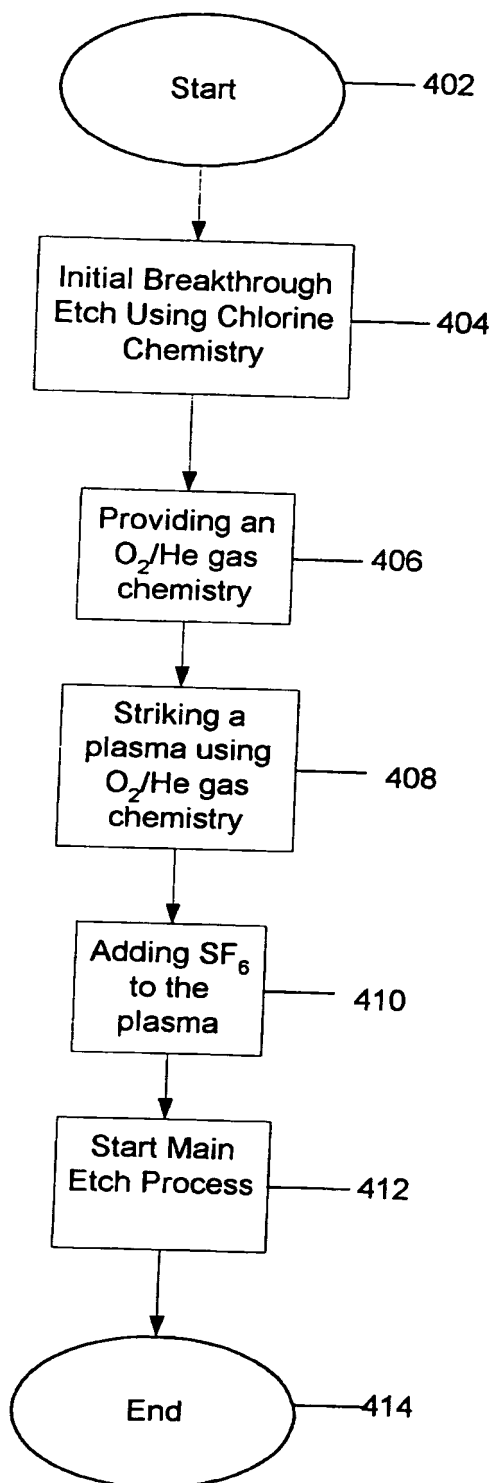 Start
402
Initial Breakthrough
Etch Using Chlorine
Chemistry
404
Providing an
O₂/He gas
chemistry
406
Striking a
plasma using
O₂/He gas
chemistry
408
Adding SF₆
to the
plasma
410
Start Main
Etch Process
412
End
414